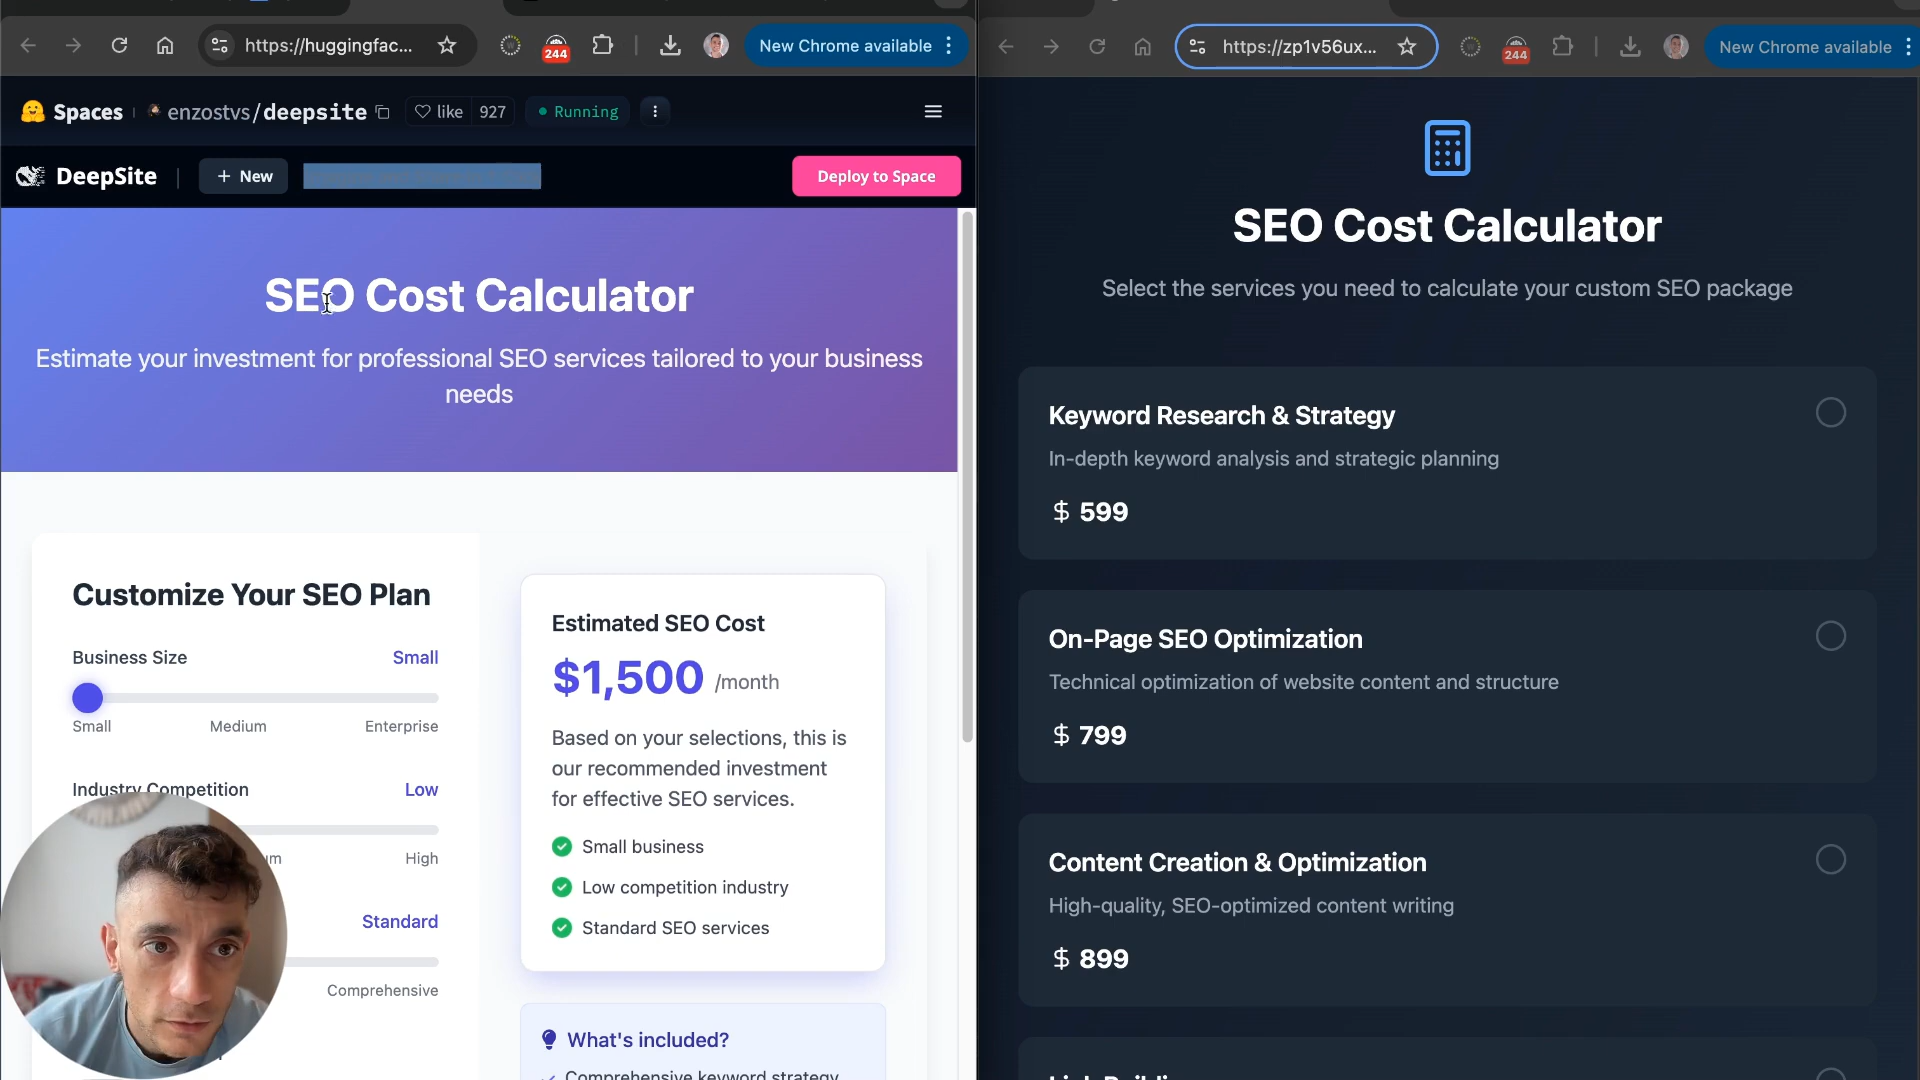 https://huggingfac...
244
New Chrome available
Spaces
enzostvs/deepsite
like
927
Running
DeepSite
+ New
Deploy to Space
SEO Cost Calculator
Estimate your investment for professional SEO services tailored to your business
needs
Customize Your SEO Plan
Business Size
Small
Small
Medium
Enterprise
Industry Competition
Low
High
Standard
Comprehensive
Estimated SEO Cost
$1,500 /month
Based on your selections, this is
our recommended investment
for effective SEO services.
Small business
Low competition industry
Standard SEO services
What's included?
Comprehensive keyword strategy
https://zp1v56ux...
244
New Chrome available
SEO Cost Calculator
Select the services you need to calculate your custom SEO package
Keyword Research & Strategy
In-depth keyword analysis and strategic planning
$ 599
On-Page SEO Optimization
Technical optimization of website content and structure
$ 799
Content Creation & Optimization
High-quality, SEO-optimized content writing
$ 899